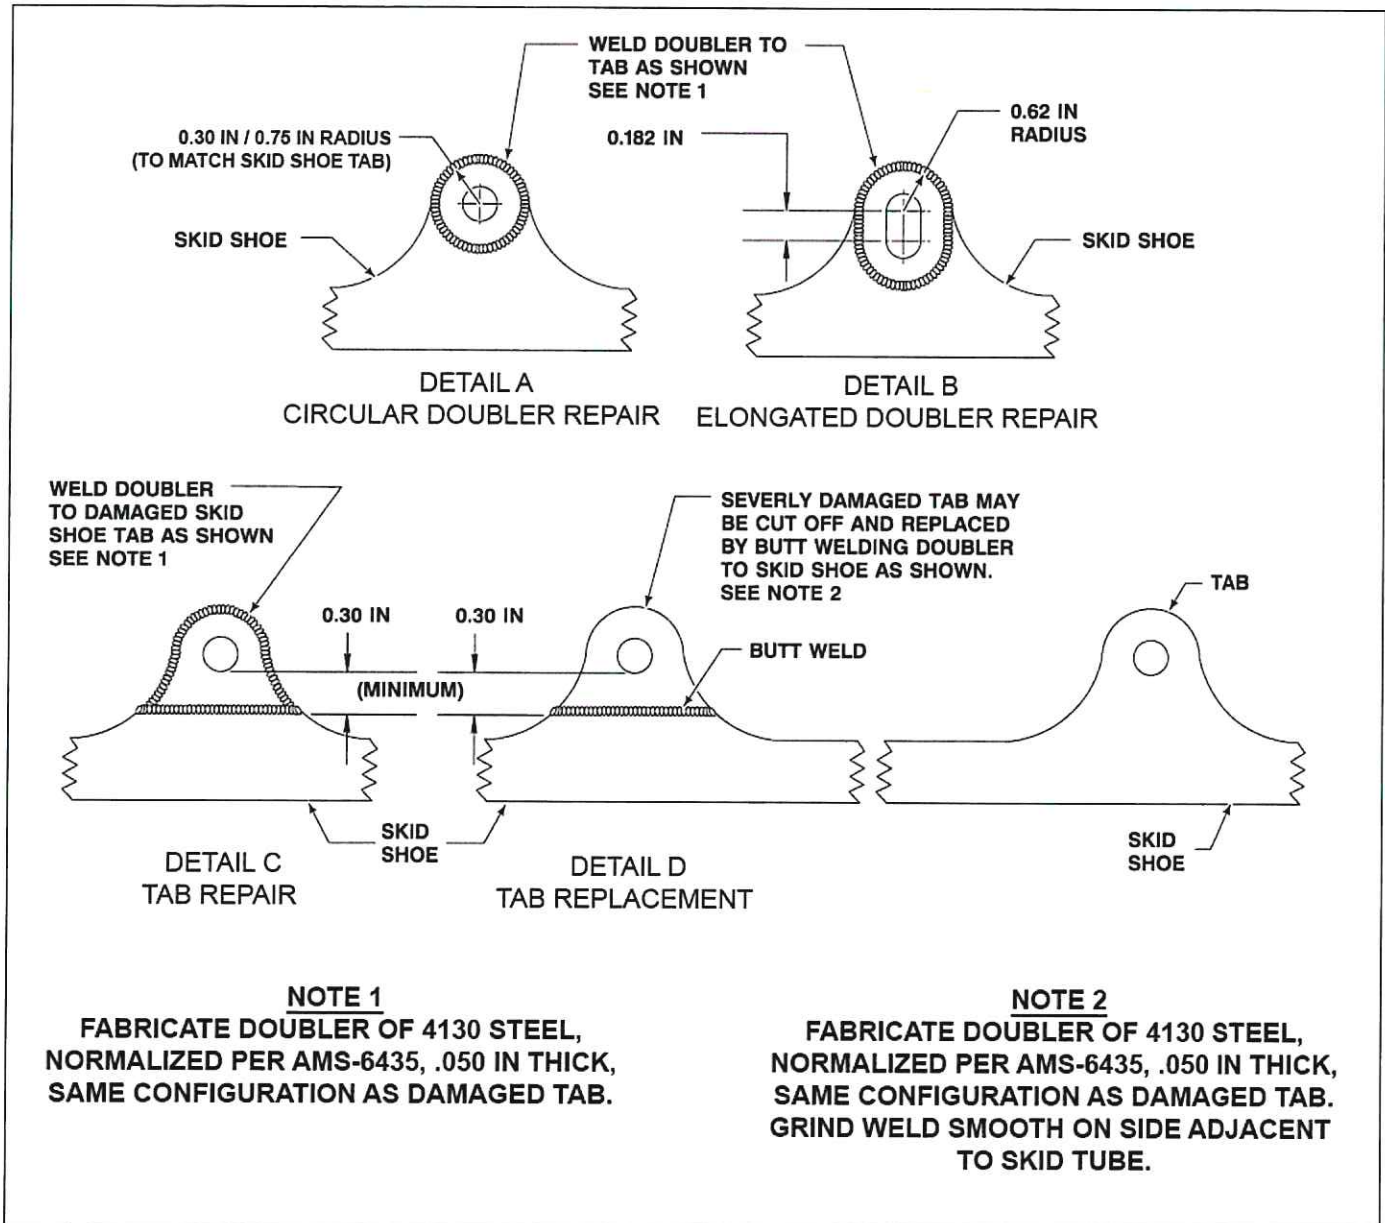 WELD DOUBLER TO
TAB AS SHOWN
SEE NOTE 1
0.30 IN / 0.75 IN RADIUS
(TO MATCH SKID SHOE TAB)
0.182 IN
0.62 IN
RADIUS
SKID SHOE
SKID SHOE
DETAIL A
CIRCULAR DOUBLER REPAIR
DETAIL B
ELONGATED DOUBLER REPAIR
WELD DOUBLER
TO DAMAGED SKID
SHOE TAB AS SHOWN
SEE NOTE 1
0.30 IN
0.30 IN
(MINIMUM)
SEVERLY DAMAGED TAB MAY
BE CUT OFF AND REPLACED
BY BUTT WELDING DOUBLER
TO SKID SHOE AS SHOWN.
SEE NOTE 2
BUTT WELD
TAB
SKID
SHOE
SKID
SHOE
DETAIL C
TAB REPAIR
DETAIL D
TAB REPLACEMENT
NOTE 1
FABRICATE DOUBLER OF 4130 STEEL,
NORMALIZED PER AMS-6435, .050 IN THICK,
SAME CONFIGURATION AS DAMAGED TAB.
NOTE 2
FABRICATE DOUBLER OF 4130 STEEL,
NORMALIZED PER AMS-6435, .050 IN THICK,
SAME CONFIGURATION AS DAMAGED TAB.
GRIND WELD SMOOTH ON SIDE ADJACENT
TO SKID TUBE.